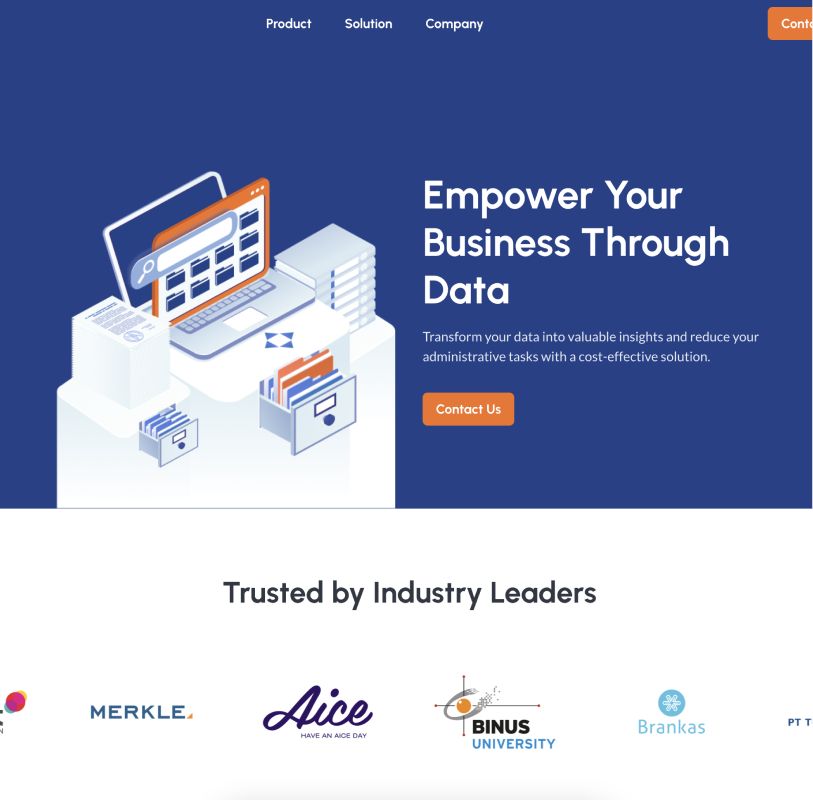 Product Solution Company
Empower Your
Business Through
Data
Transform your data into valuable insights and reduce your
administrative tasks with a cost-effective solution.
Contact Us
Trusted by Industry Leaders
MERKLE
Aice
HAVE AN AICE DAY
BINUS
UNIVERSITY
Brankas
PT